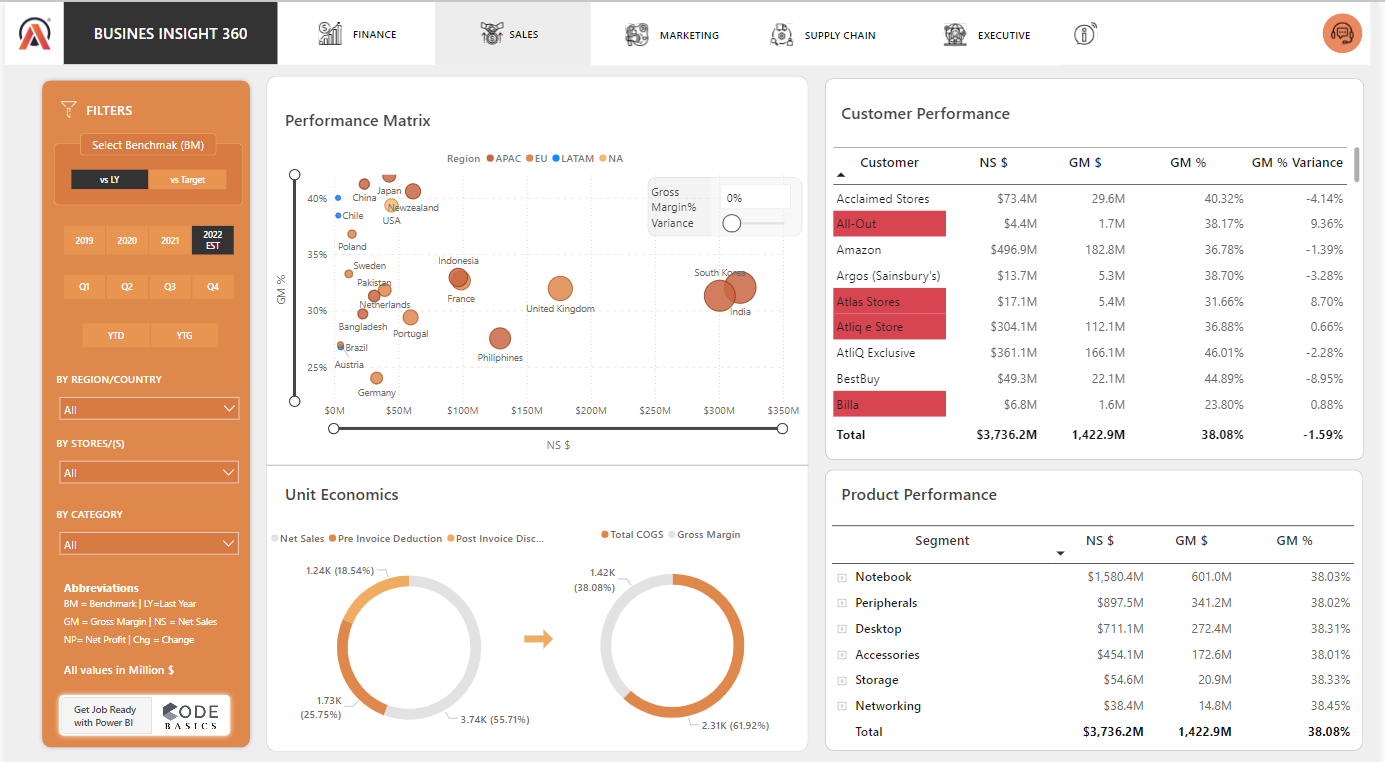 BUSINES INSIGHT 360
FINANCE
SALES
MARKETING
SUPPLY CHAIN
EXECUTIVE
FILTERS
Select Benchmak (BM)
vs LY
vs Target
2019
2020
2021
2022
EST
Q1
Q2
Q3
Q4
YTD
YTG
BY REGION/COUNTRY
All
BY STORES/(S)
All
BY CATEGORY
All
Abbreviations
BM = Benchmark | LY=Last Year
GM = Gross Margin | NS = Net Sales
NP= Net Profit | Chg = Change
All values in Million $
Get Job Ready
with Power BI
CODE
BASICS
Performance Matrix
Region APAC EU LATAM NA
Gross
Margin%
Variance
0%
GM %
40%
35%
30%
25%
China
Japan
Newzealand
USA
Chile
Poland
Sweden
Pakistan
Netherlands
Bangladesh
Portugal
Brazil
Austria
Germany
Indonesia
France
United Kingdom
Philiphines
South Korea
India
$0M $50M $100M $150M $200M $250M $300M $350M
NS $
Unit Economics
Net Sales Pre Invoice Deduction Post Invoice Disc...
1.24K (18.54%)
1.73K
(25.75%)
3.74K (55.71%)
Total COGS Gross Margin
1.42K
(38.08%)
2.31K (61.92%)
Customer Performance
Customer NS $ GM $ GM % GM % Variance
Acclaimed Stores $73.4M 29.6M 40.32% -4.14%
All-Out $4.4M 1.7M 38.17% 9.36%
Amazon $496.9M 182.8M 36.78% -1.39%
Argos (Sainsbury's) $13.7M 5.3M 38.70% -3.28%
Atlas Stores $17.1M 5.4M 31.66% 8.70%
Atliq e Store $304.1M 112.1M 36.88% 0.66%
AtliQ Exclusive $361.1M 166.1M 46.01% -2.28%
BestBuy $49.3M 22.1M 44.89% -8.95%
Billa $6.8M 1.6M 23.80% 0.88%
Total $3,736.2M 1,422.9M 38.08% -1.59%
Product Performance
Segment NS $ GM $ GM %
Notebook $1,580.4M 601.0M 38.03%
Peripherals $897.5M 341.2M 38.02%
Desktop $711.1M 272.4M 38.31%
Accessories $454.1M 172.6M 38.01%
Storage $54.6M 20.9M 38.33%
Networking $38.4M 14.8M 38.45%
Total $3,736.2M 1,422.9M 38.08%